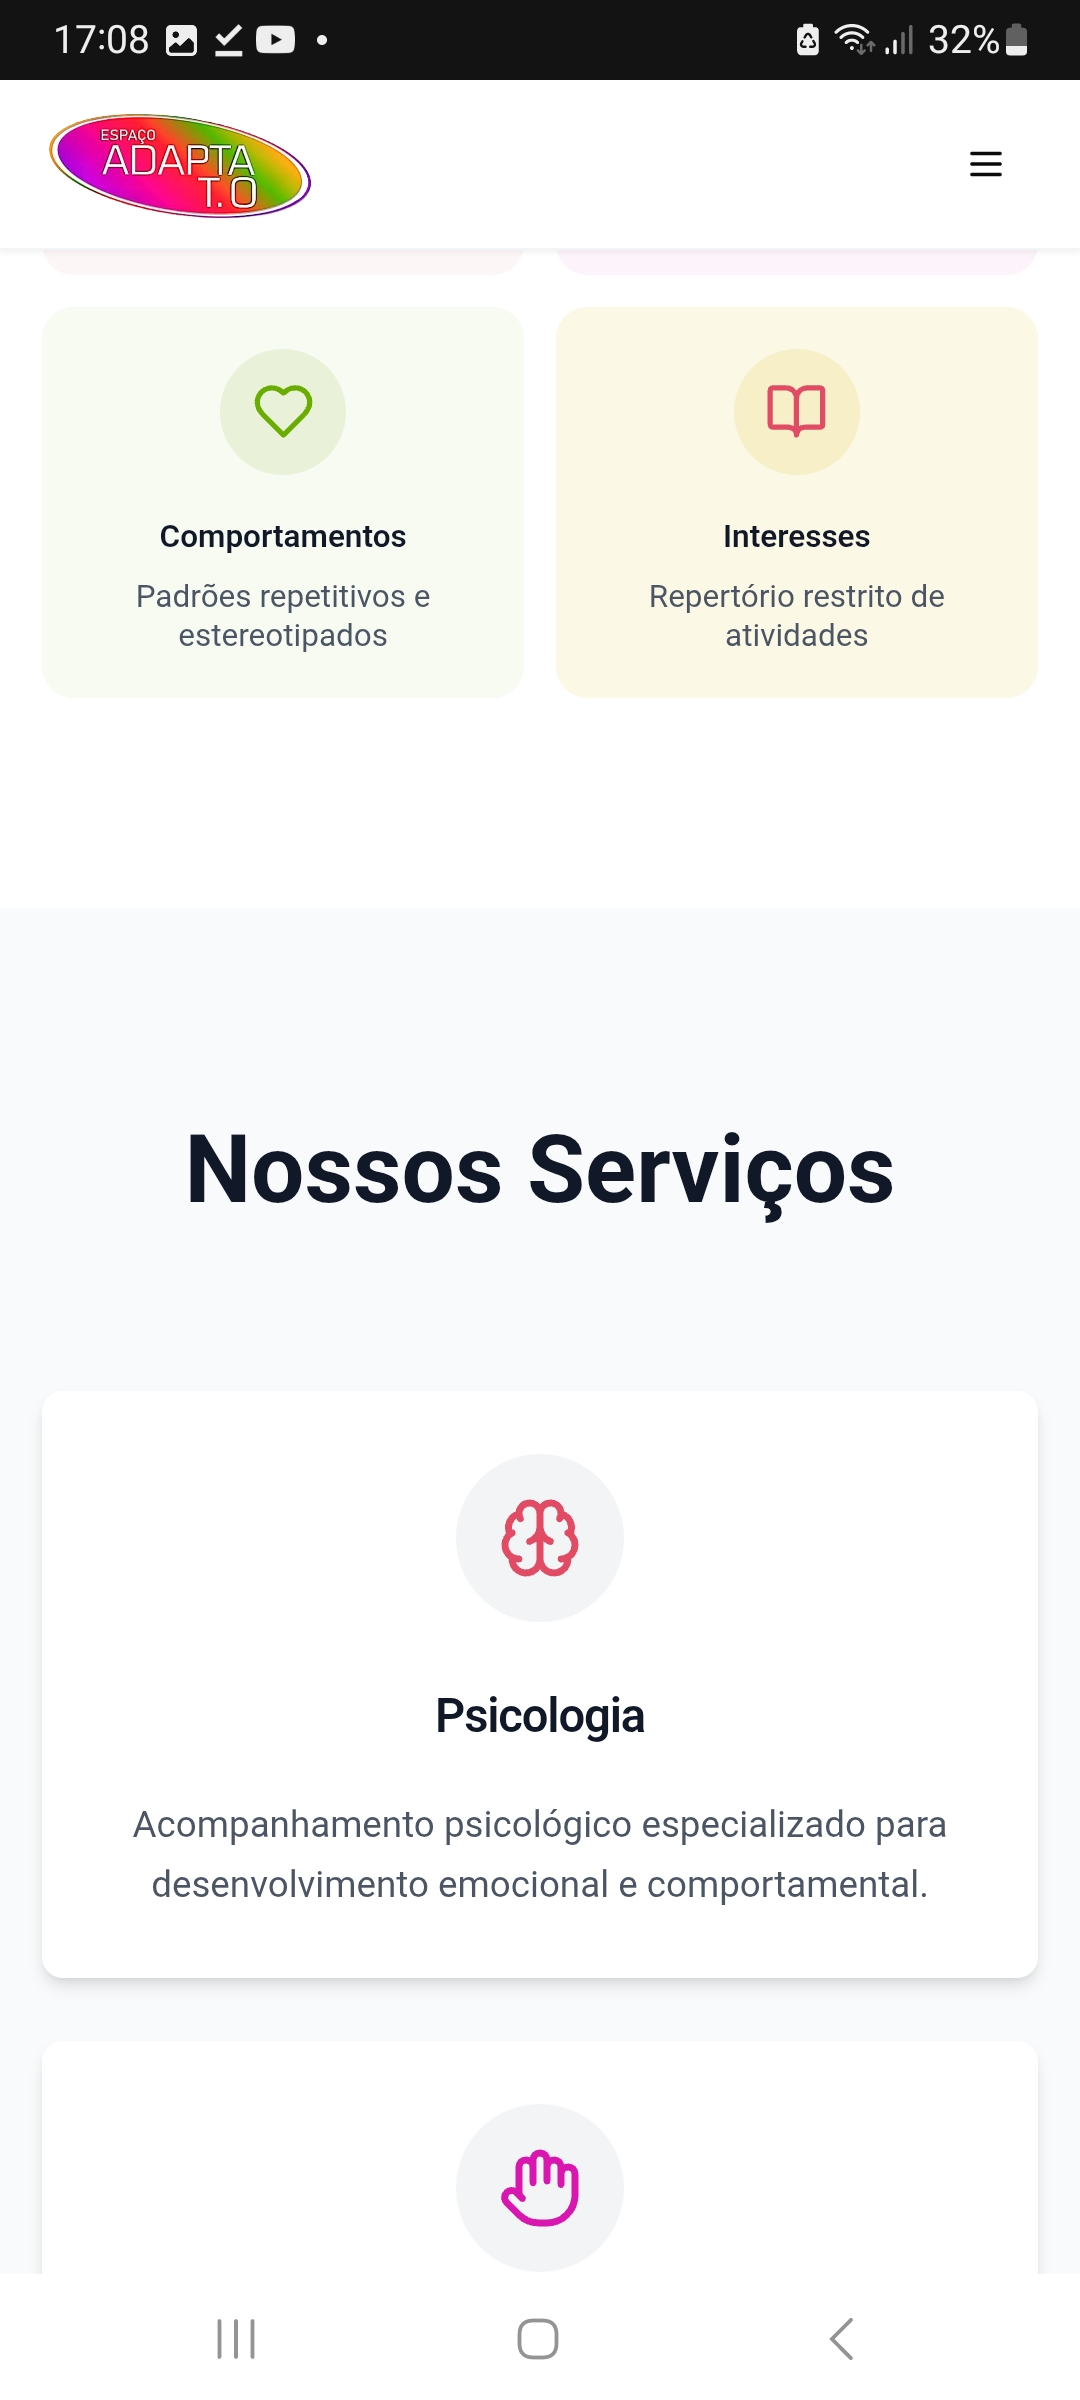 17:08
32%
ESPAÇO
ADAPTA
T.O
Comportamentos
Padrões repetitivos e
estereotipados
Interesses
Repertório restrito de
atividades
Nossos Serviços
Psicologia
Acompanhamento psicológico especializado para
desenvolvimento emocional e comportamental.